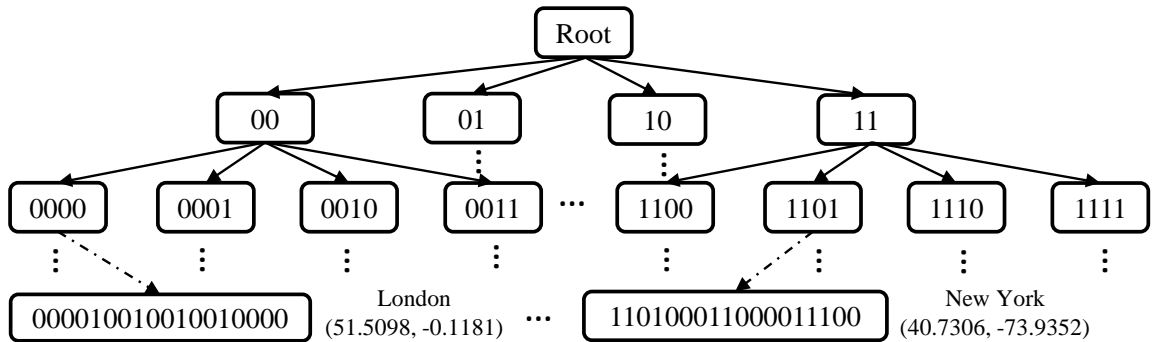 Root
00 01 10 11
0000 0001 0010 0011 ... 1100 1101 1110 1111
000010010010010000 London ... 110100011000011100 New York
(51.5098, -0.1181) (40.7306, -73.9352)